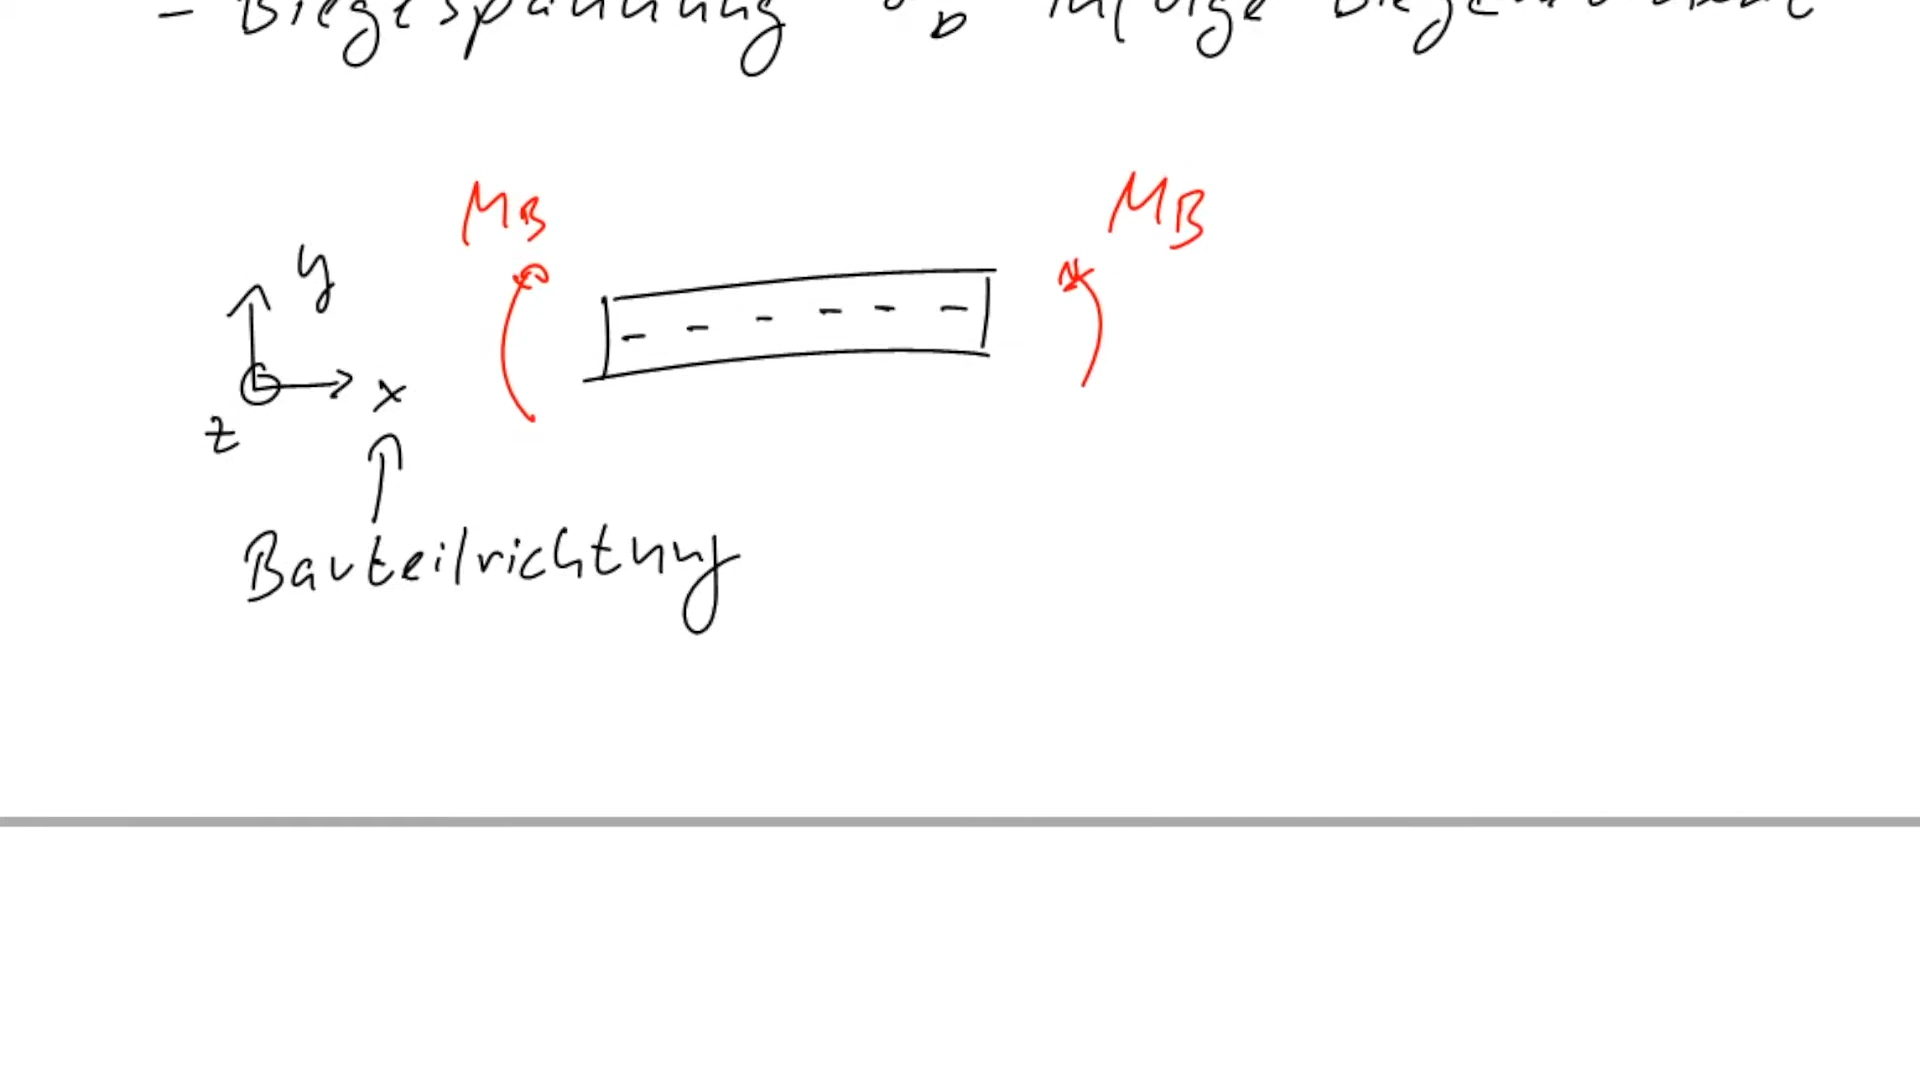 - Biegespannung σb infolge Biegemoment
MB MB
y
x
z
Bauteilrichtung